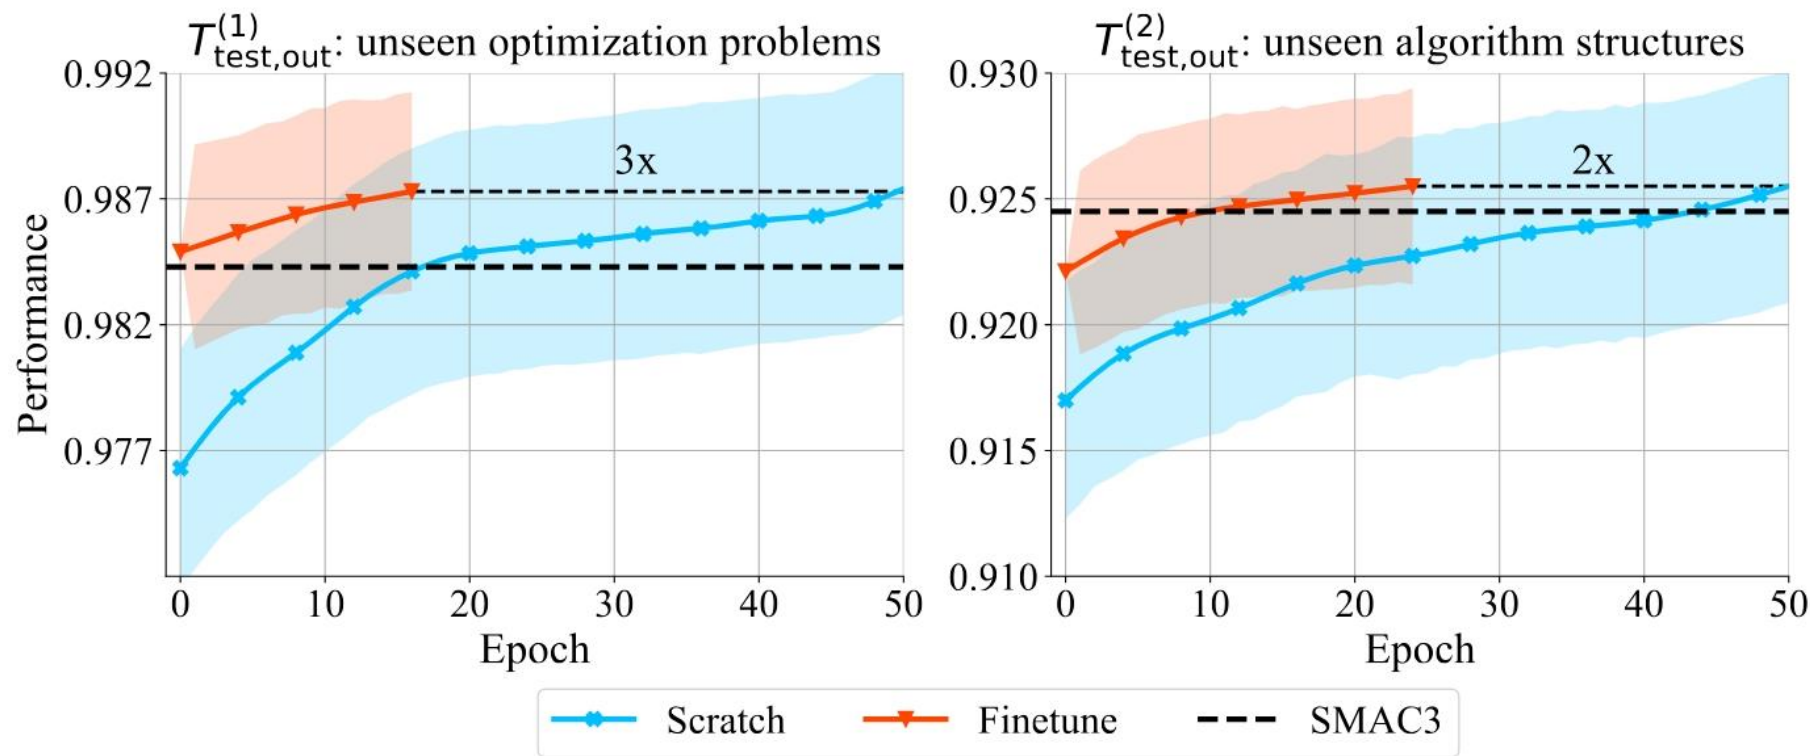 T^{(1)}_{test,out}: unseen optimization problems
0.992
0.987
0.982
0.977
Performance
3x
0 10 20 30 40 50
Epoch
T^{(2)}_{test,out}: unseen algorithm structures
0.930
0.925
0.920
0.915
0.910
2x
0 10 20 30 40 50
Epoch
Scratch Finetune SMAC3